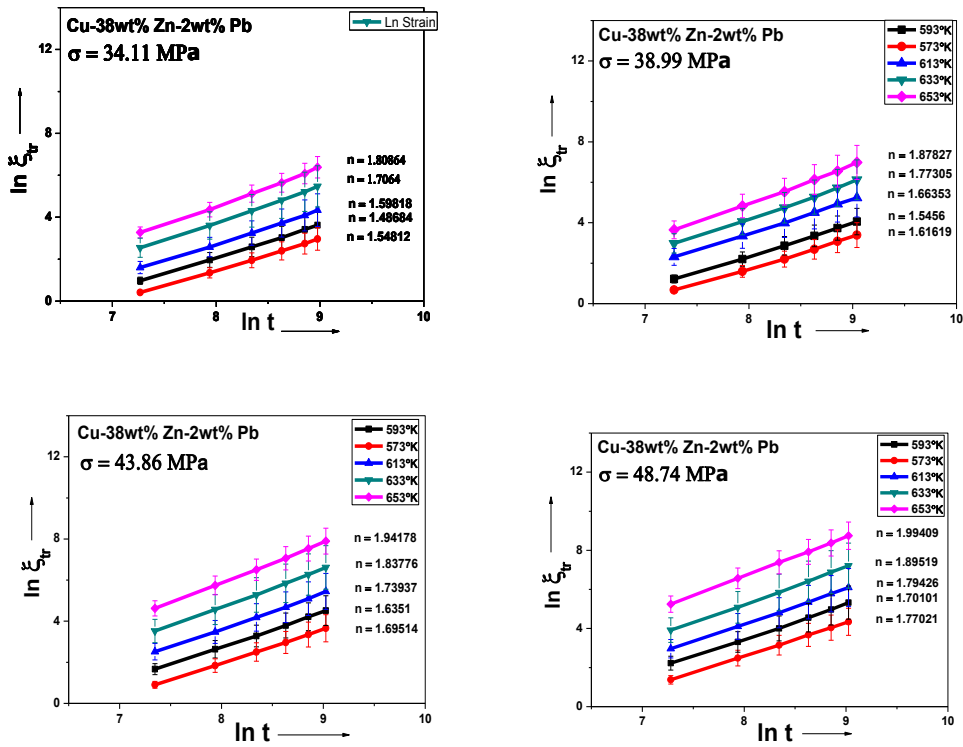 Cu-38wt% Zn-2wt% Pb
σ = 34.11 MPa
Ln Strain
12
8
4
0
ln ξtr
n = 1.80864
n = 1.7064
n = 1.59818
n = 1.48684
n = 1.54812
7
8
9
10
ln t
Cu-38wt% Zn-2wt% Pb
σ = 38.99 MPa
593°K
573°K
613°K
633°K
653°K
12
8
4
0
ln ξtr
n = 1.87827
n = 1.77305
n = 1.66353
n = 1.5456
n = 1.61619
7
8
9
10
ln t
Cu-38wt% Zn-2wt% Pb
σ = 43.86 MPa
593°K
573°K
613°K
633°K
653°K
12
8
4
0
ln ξtr
n = 1.94178
n = 1.83776
n = 1.73937
n = 1.6351
n = 1.69514
7
8
9
10
ln t
Cu-38wt% Zn-2wt% Pb
σ = 48.74 MPa
593°K
573°K
613°K
633°K
653°K
12
8
4
0
ln ξtr
n = 1.99409
n = 1.89519
n = 1.79426
n = 1.70101
n = 1.77021
7
8
9
10
ln t